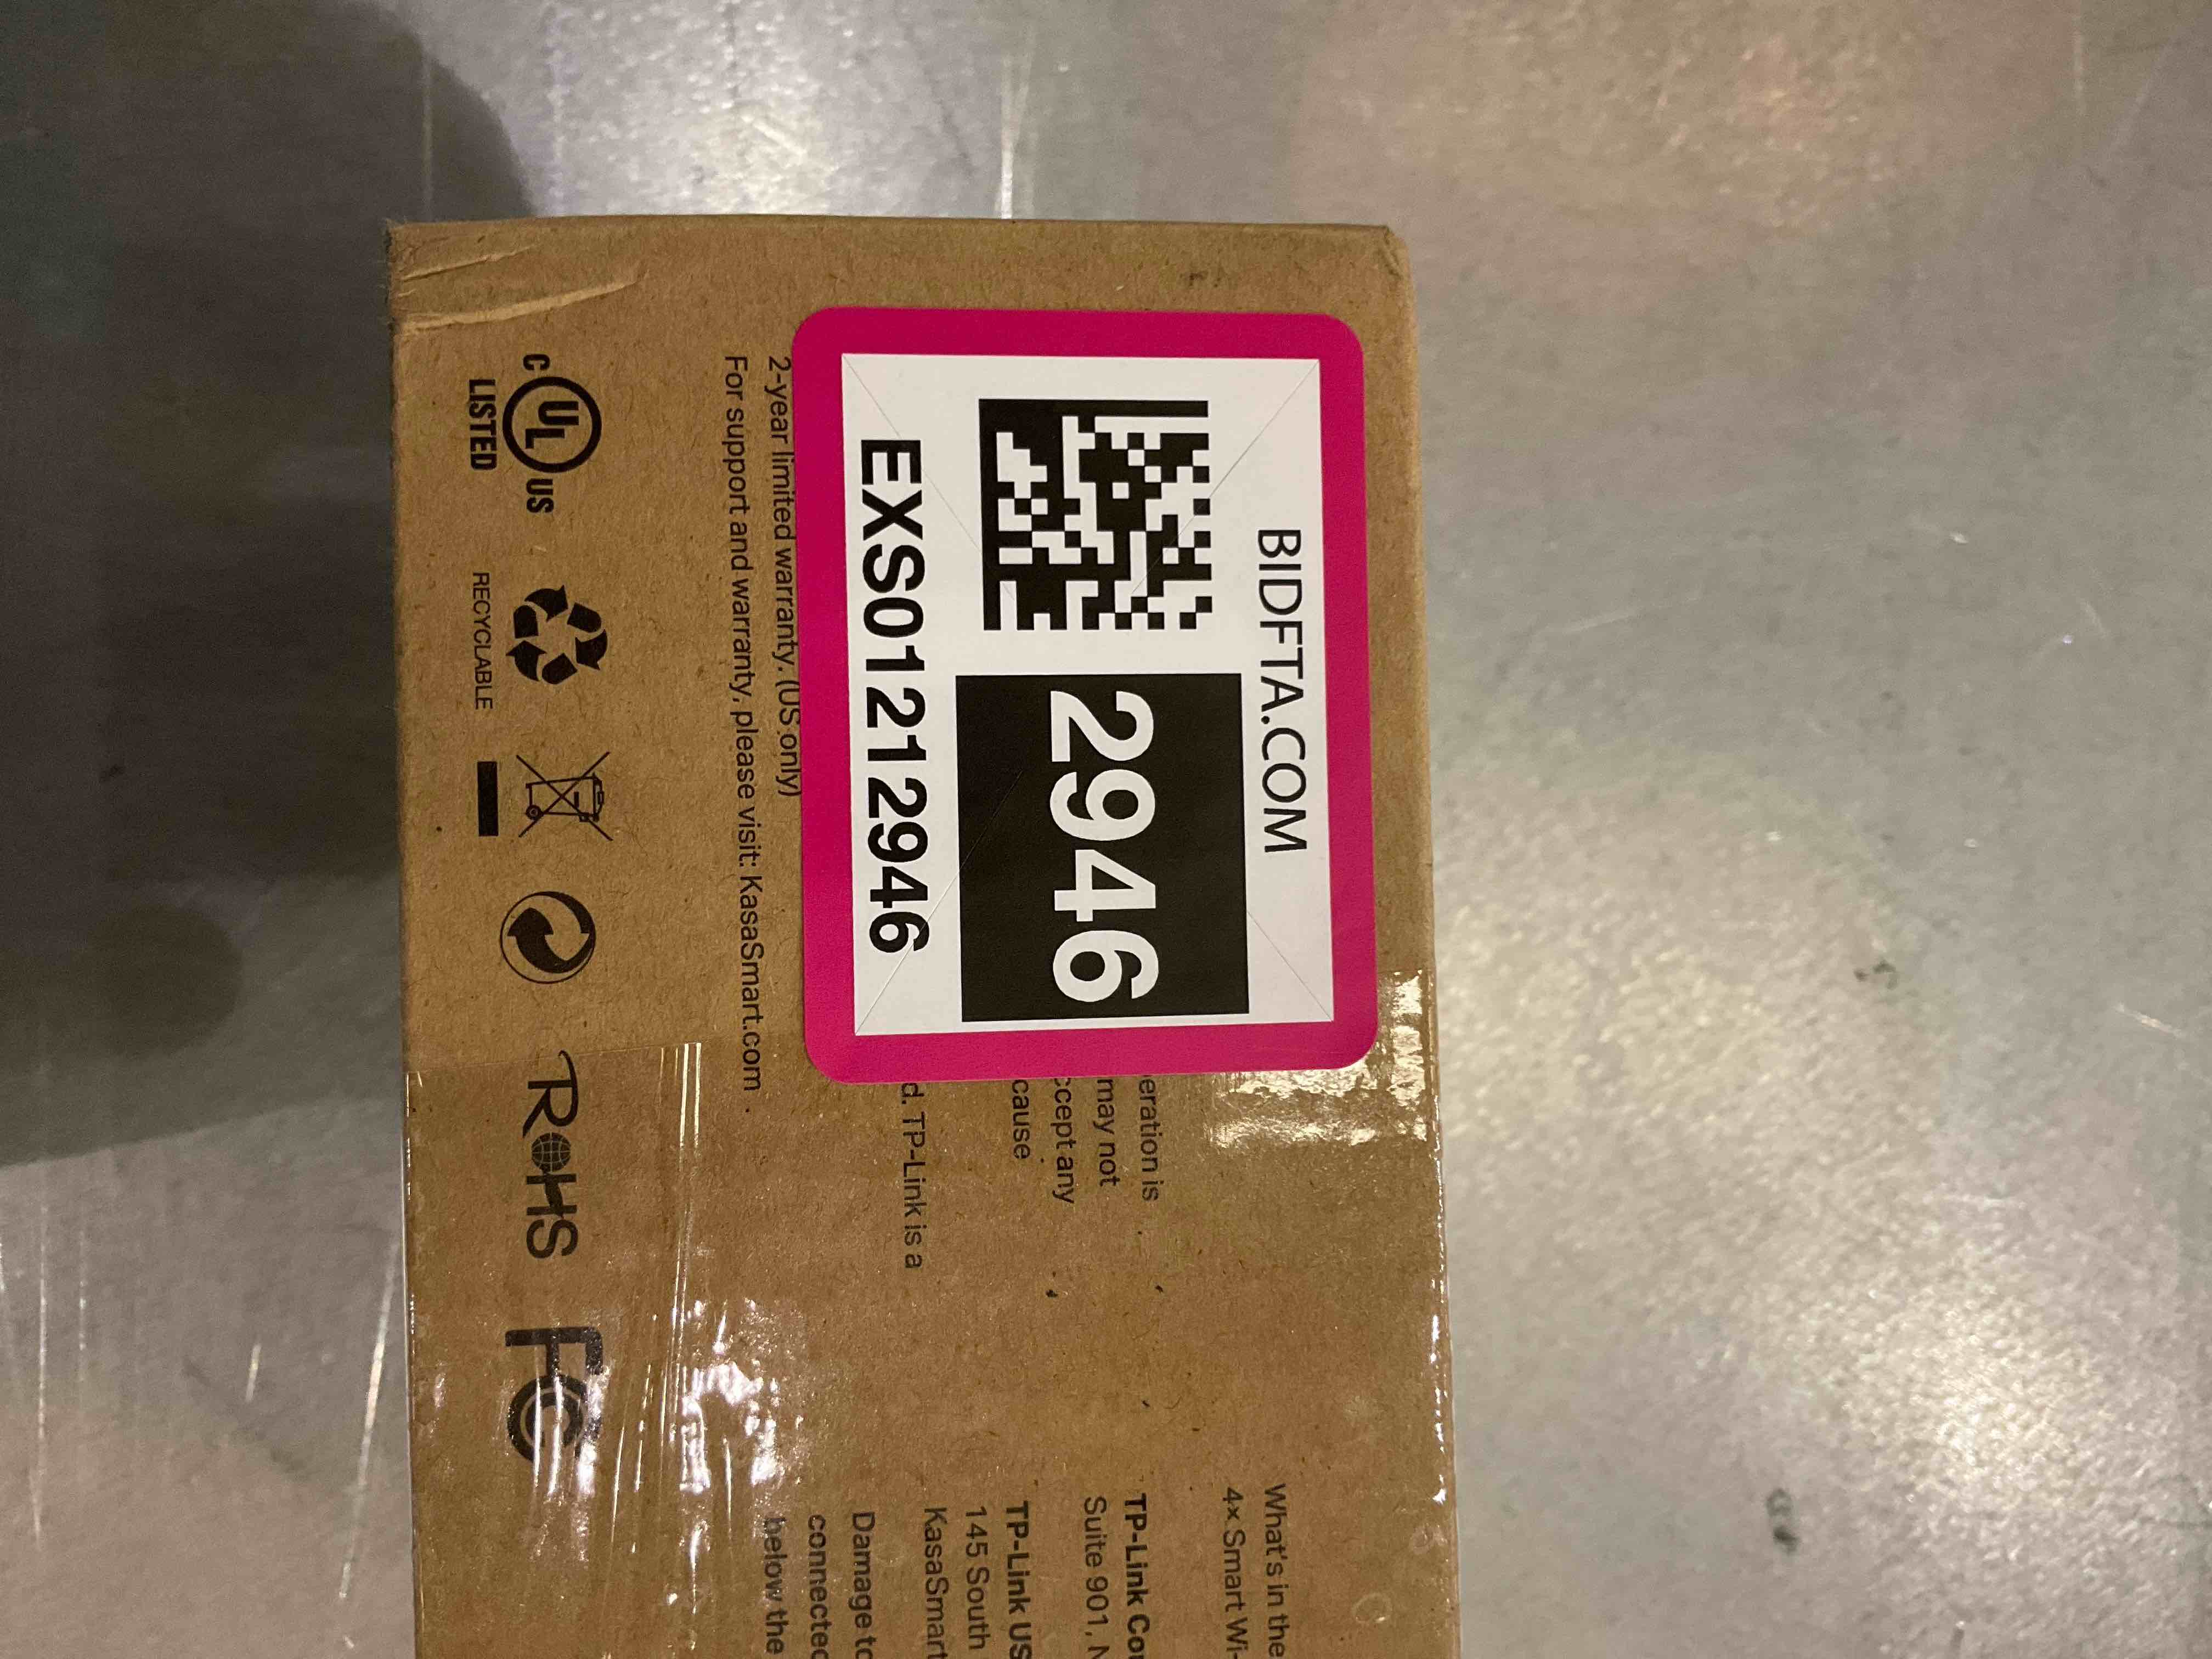 BIDFTA.COM
2946
EXS01212946
What's in the
4× Smart Wi-
eration is
may not
ccept any
cause
d. TP-Link is a
TP-Link
Suite 901,
TP-Link US
145 South
KasaSmart
Damage to
connected
below the
2-year limited warranty. (US only)
For support and warranty, please visit: KasaSmart.com
C UL US
LISTED
RECYCLABLE
RoHS
FC